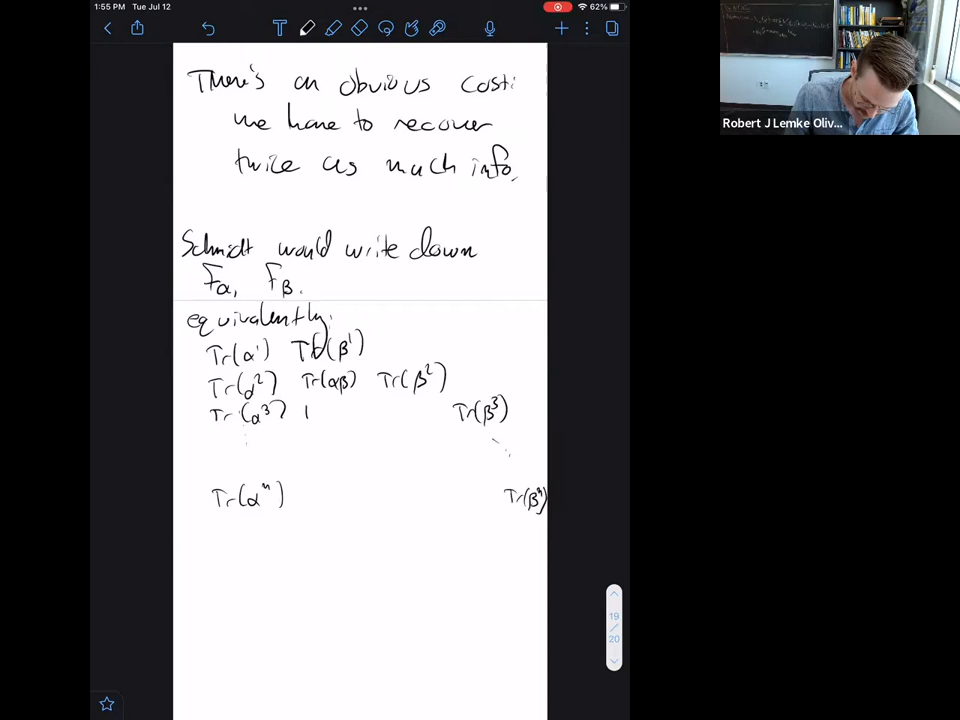 1:55 PM Tue Jul 12
62%
There's an obvious cost:
we have to recover
twice as much info.
Schmidt would write down
Fα, Fβ.
equivalently:
Tr(α¹) Tr(β¹)
Tr(α²) Tr(αβ) Tr(β²)
Tr(α³) Tr(β³)
Tr(αⁿ) Tr(βⁿ)
19
/
20
Robert J Lemke Oliv...